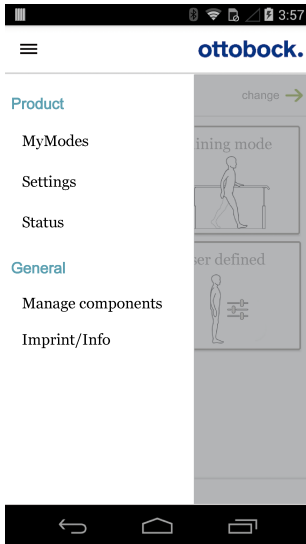 3:57
ottobock.
Product
change
MyModes
ining mode
Settings
Status
General
ser defined
Manage components
Imprint/Info